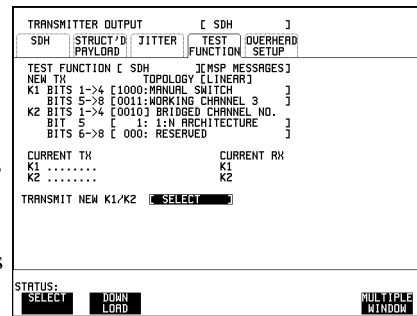 TRANSMITTER OUTPUT [ SDH ]
SDH STRUCT'D PAYLOAD JITTER TEST FUNCTION OVERHEAD SETUP
TEST FUNCTION [ SDH ][MSP MESSAGES]
NEW TX TOPOLOGY [LINEAR]
K1 BITS 1->4 [1000:MANUAL SWITCH ]
BITS 5->8 [0011:WORKING CHANNEL 3 ]
K2 BITS 1->4 [0010] BRIDGED CHANNEL NO.
BIT 5 [ 1: 1:N ARCHITECTURE ]
BITS 6->8 [ 000: RESERVED ]
CURRENT TX CURRENT RX
K1 ........ K1
K2 ........ K2
TRANSMIT NEW K1/K2 [ SELECT ]
STATUS:
SELECT DOWN LOAD MULTIPLE WINDOW